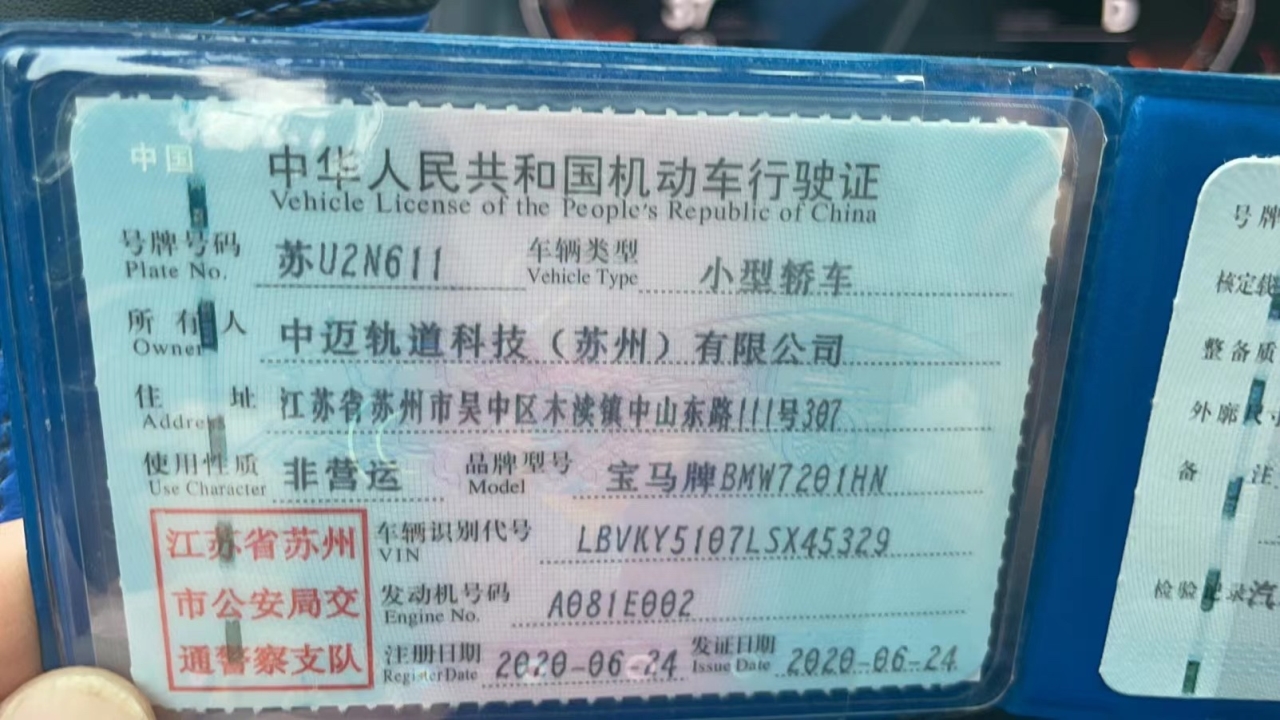 中国
中华人民共和国机动车行驶证
Vehicle License of the People's Republic of China
号牌号码 苏U2N611 车辆类型 小型轿车
Plate No. Vehicle Type
所有人 中迈轨道科技（苏州）有限公司
Owner
住址 江苏省苏州市吴中区木渎镇中山东路111号307
Address
使用性质 非营运 品牌型号 宝马牌BMW7201HN
Use Character Model
江苏省苏州
市公安局交
通警察支队
车辆识别代号 LBVKY5107LSX45329
VIN
发动机号码 A081E002
Engine No.
注册日期 2020-06-24 发证日期 2020-06-24
Register Date Issue Date
号牌
核定载
整备质
外廓尺寸
备注
检验记录